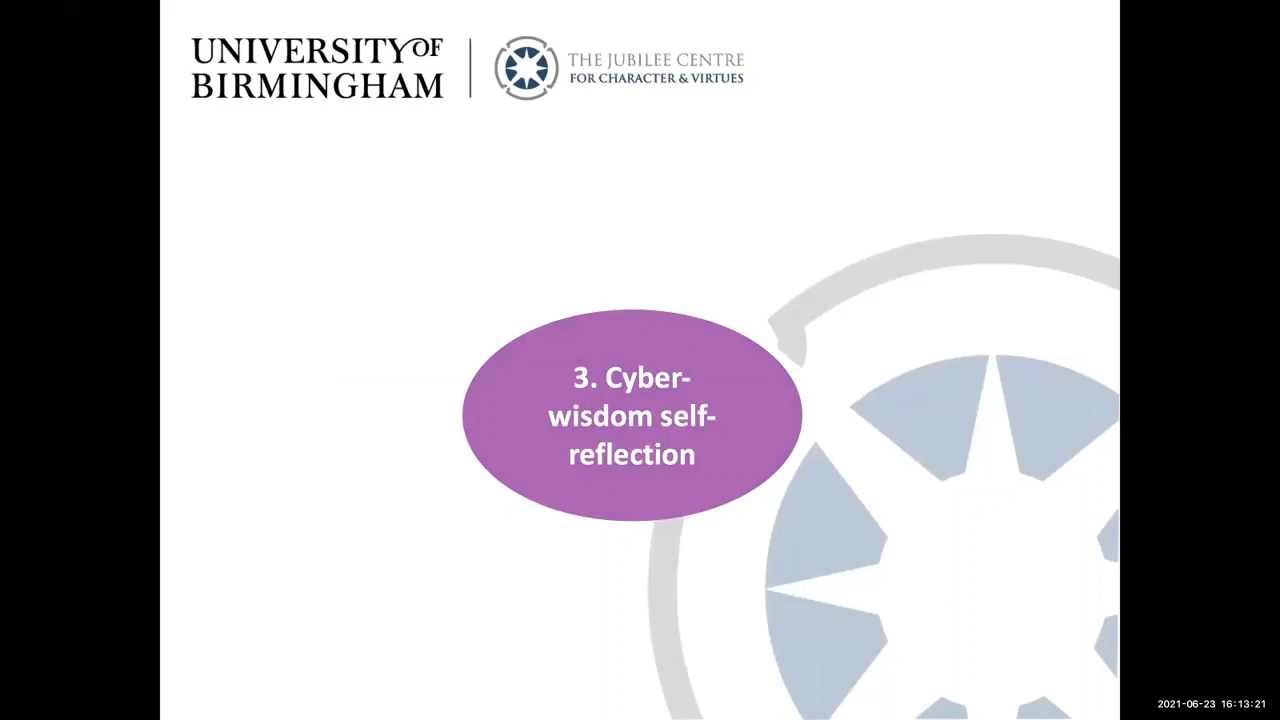 UNIVERSITY OF
BIRMINGHAM
THE JUBILEE CENTRE
FOR CHARACTER & VIRTUES
3. Cyber-
wisdom self-
reflection
2021-06-23 16:13:21